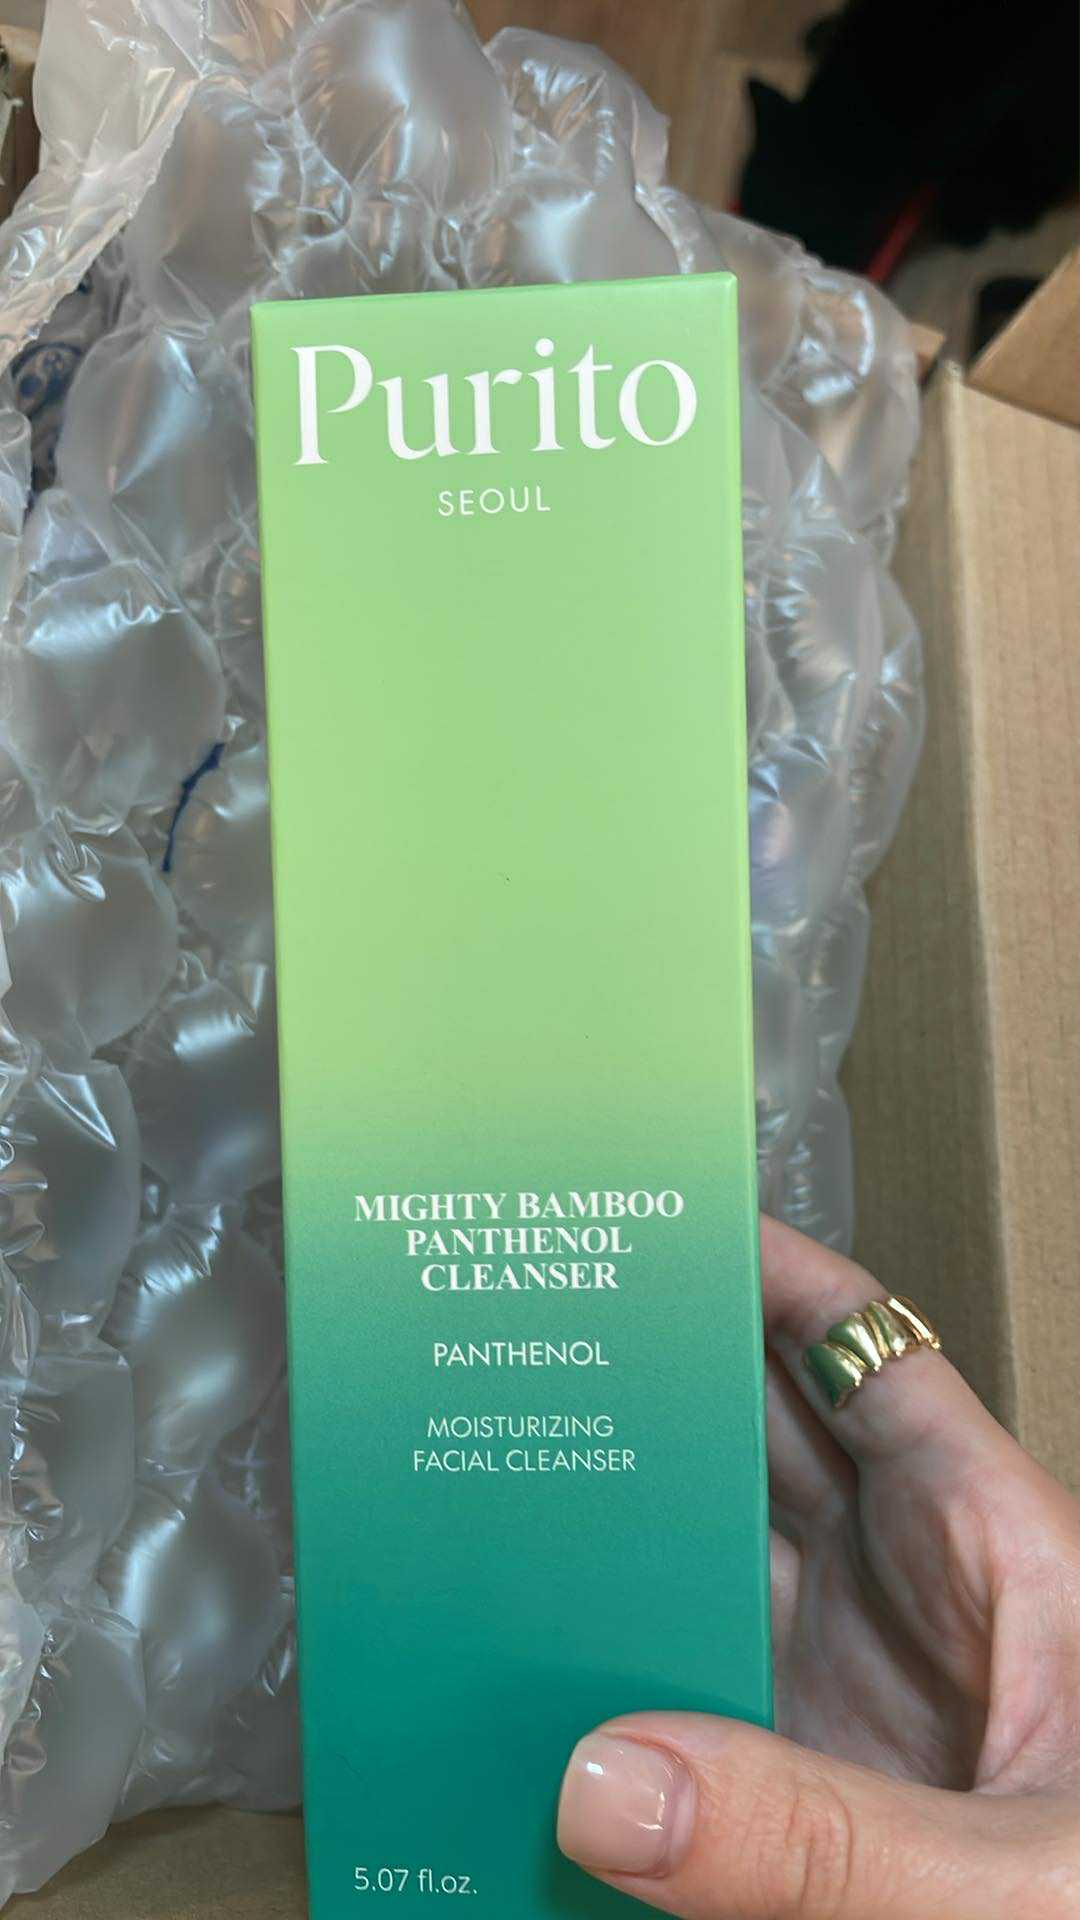 Purito
SEOUL
MIGHTY BAMBOO
PANTHENOL
CLEANSER
PANTHENOL
MOISTURIZING
FACIAL CLEANSER
5.07 fl.oz.